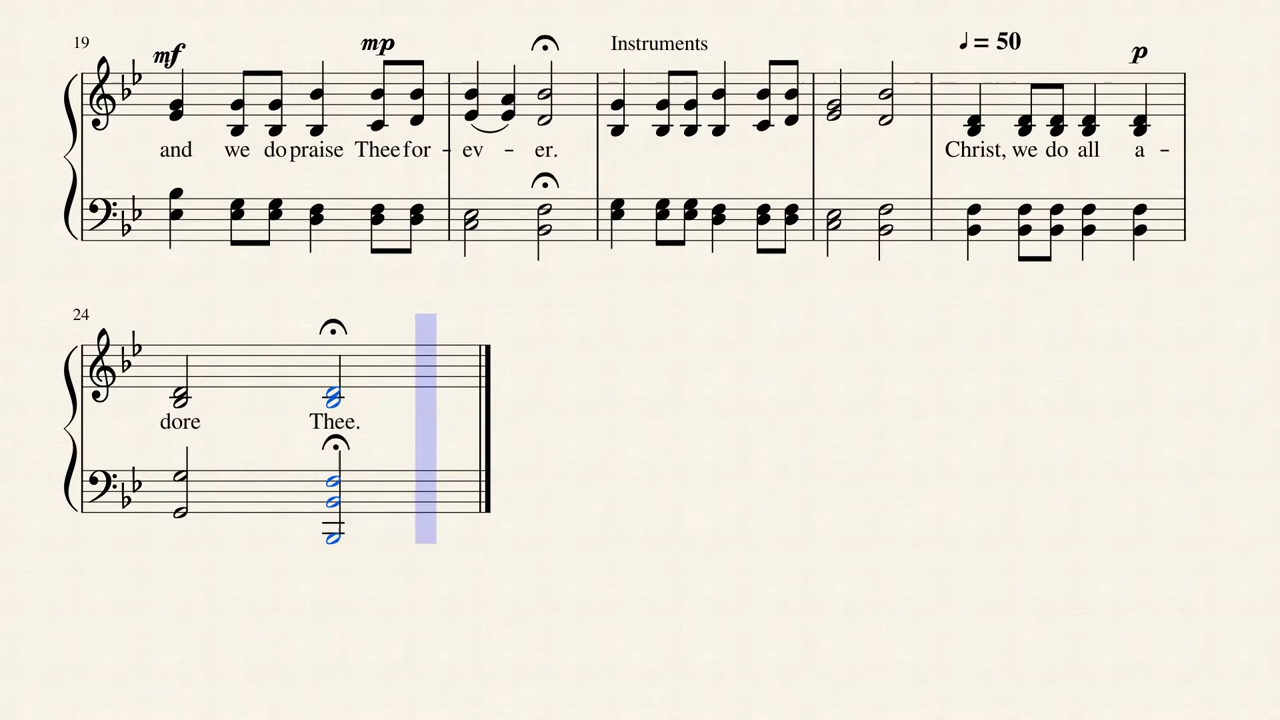 19
mf
mp
Instruments
♩ = 50
p
and we do praise Thee for - ev - er.
Christ, we do all a -
24
dore Thee.